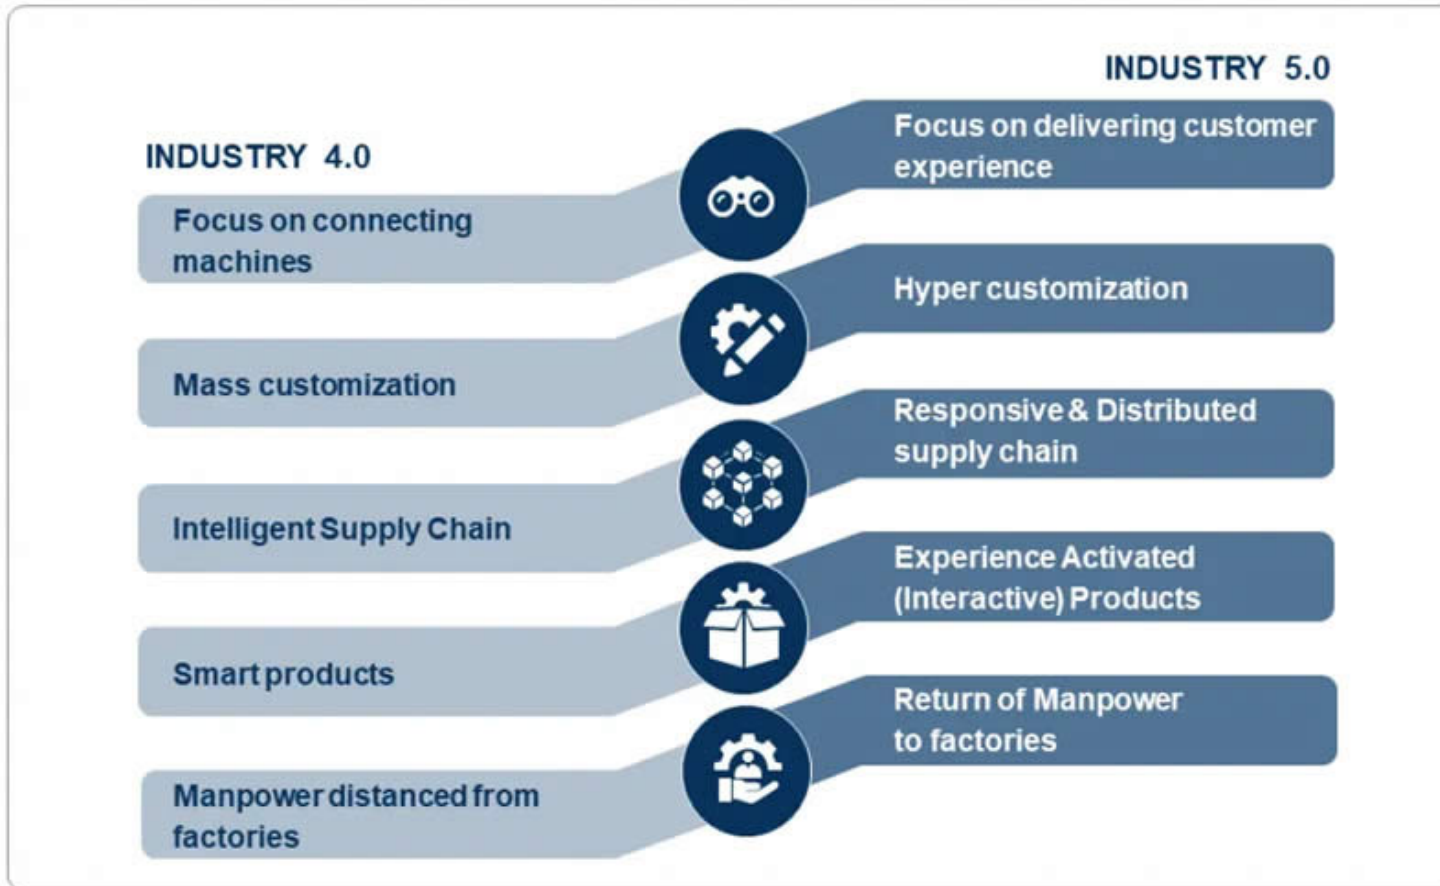 INDUSTRY 4.0
Focus on connecting
machines
Mass customization
Intelligent Supply Chain
Smart products
Manpower distanced from
factories
INDUSTRY 5.0
Focus on delivering customer
experience
Hyper customization
Responsive & Distributed
supply chain
Experience Activated
(Interactive) Products
Return of Manpower
to factories